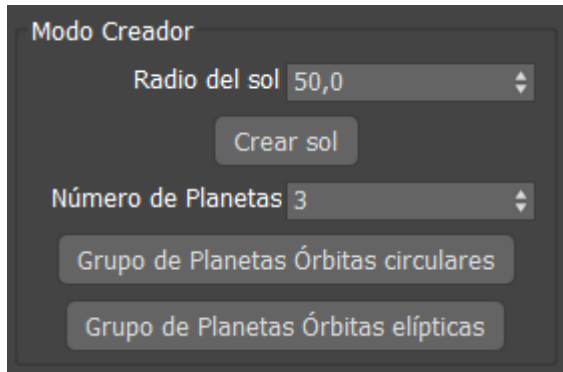 Modo Creador
Radio del sol 50,0
Crear sol
Número de Planetas 3
Grupo de Planetas Órbitas circulares
Grupo de Planetas Órbitas elípticas